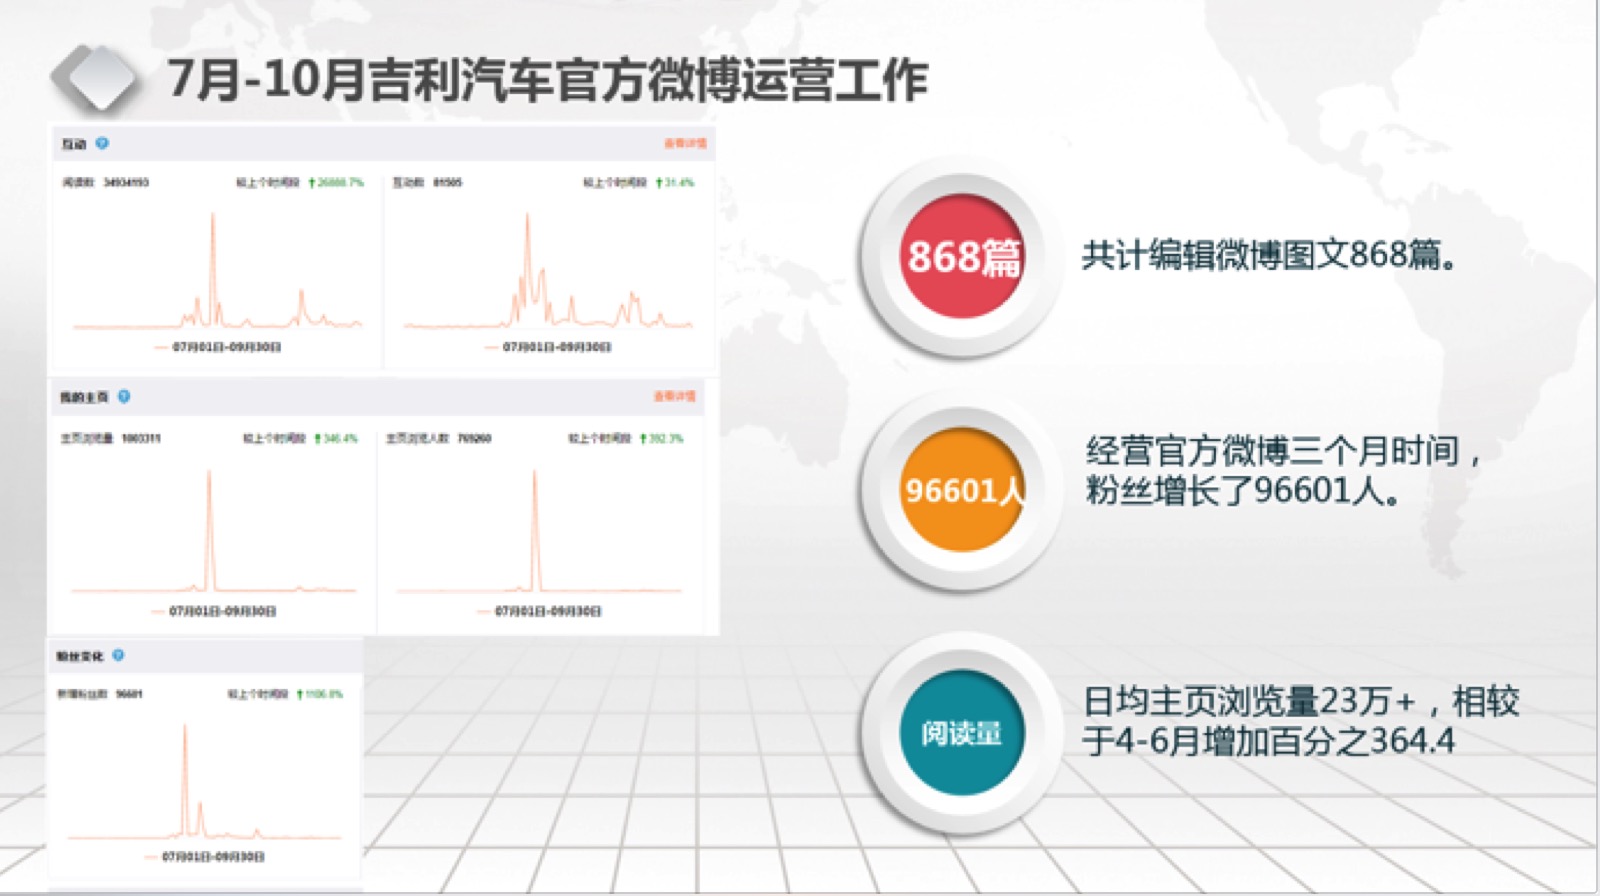 7月-10月吉利汽车官方微博运营工作
互动
查看详情
阅读数 34934193 较上个时间段 26888.7%
互动数 81505 较上个时间段 31.4%
07月01日-09月30日
07月01日-09月30日
我的主页
查看详情
主页浏览量 1003311 较上个时间段 346.4%
主页浏览人数 769260 较上个时间段 392.3%
07月01日-09月30日
07月01日-09月30日
粉丝变化
新增粉丝数 96601 较上个时间段 1106.8%
07月01日-09月30日
868篇
共计编辑微博图文868篇。
96601人
经营官方微博三个月时间，
粉丝增长了96601人。
阅读量
日均主页浏览量23万+，相较
于4-6月增加百分之364.4